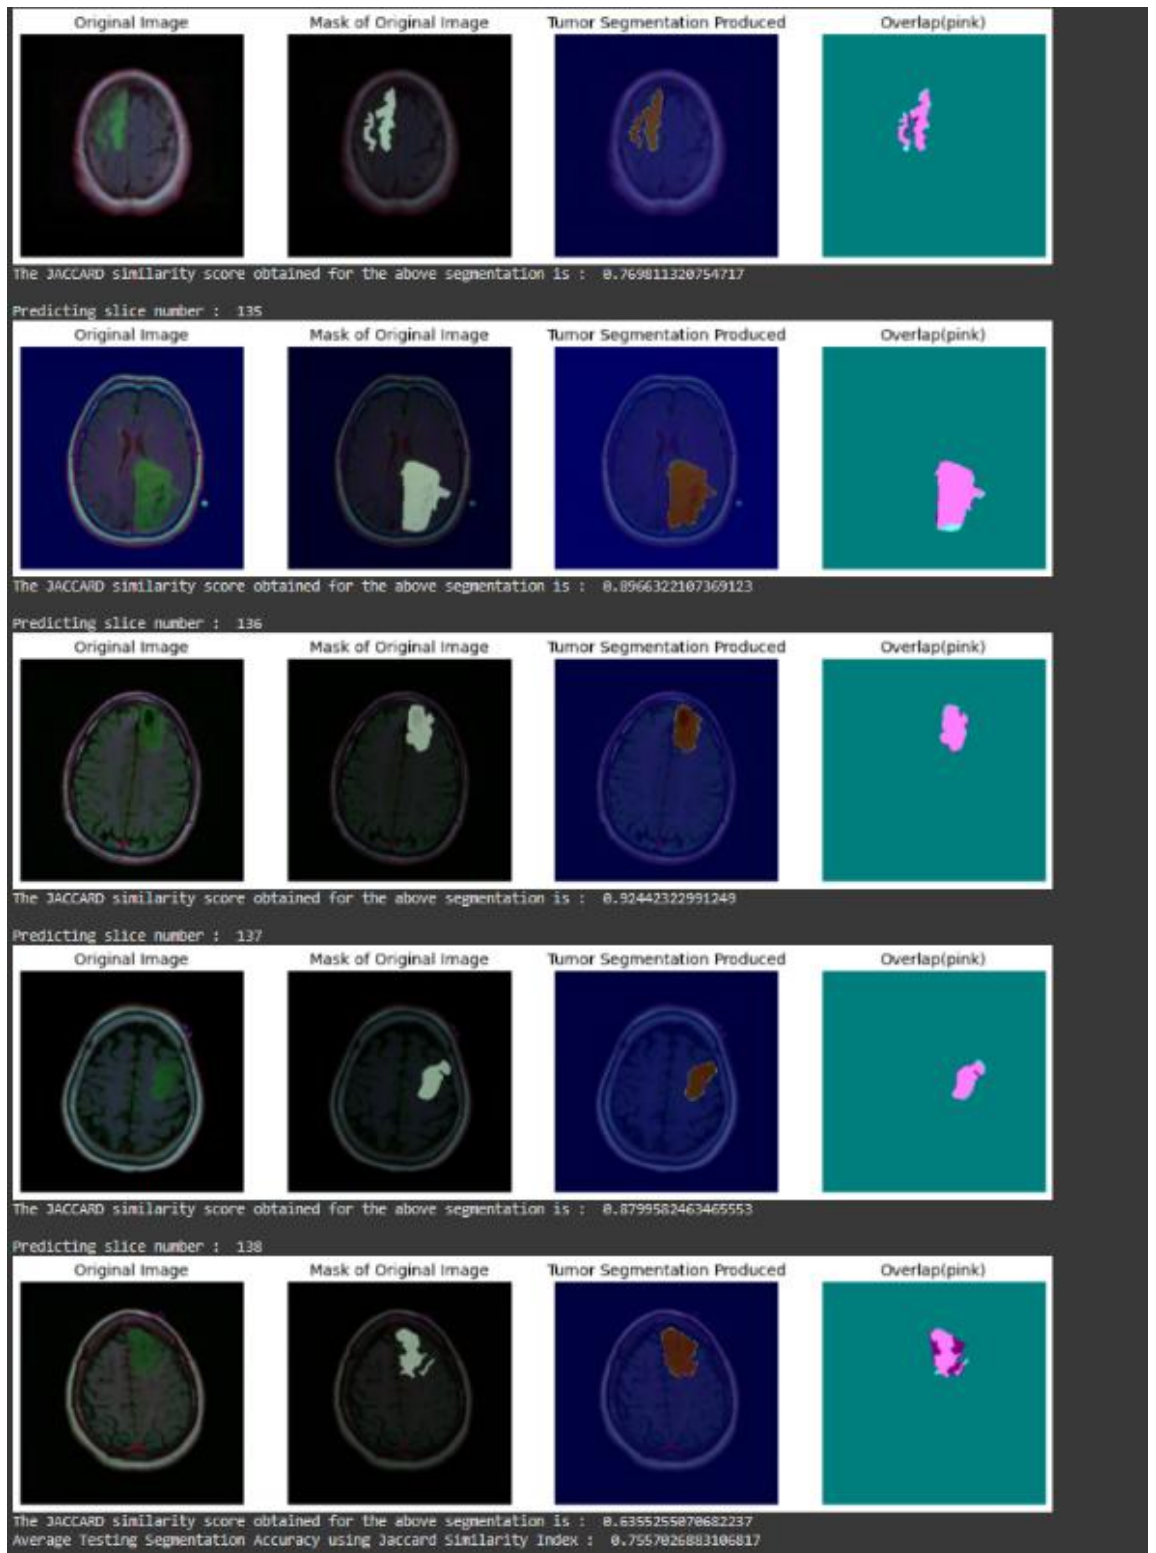 Original Image Mask of Original Image Tumor Segmentation Produced Overlap(pink)
The JACCARD similarity score obtained for the above segmentation is : 0.769811320754717
Predicting slice number : 135
Original Image Mask of Original Image Tumor Segmentation Produced Overlap(pink)
The JACCARD similarity score obtained for the above segmentation is : 0.8966322107369123
Predicting slice number : 136
Original Image Mask of Original Image Tumor Segmentation Produced Overlap(pink)
The JACCARD similarity score obtained for the above segmentation is : 0.92442322991249
Predicting slice number : 137
Original Image Mask of Original Image Tumor Segmentation Produced Overlap(pink)
The JACCARD similarity score obtained for the above segmentation is : 0.8799582463465553
Predicting slice number : 138
Original Image Mask of Original Image Tumor Segmentation Produced Overlap(pink)
The JACCARD similarity score obtained for the above segmentation is : 0.6355255070682237
Average Testing Segmentation Accuracy using Jaccard Similarity Index : 0.7557026883106817